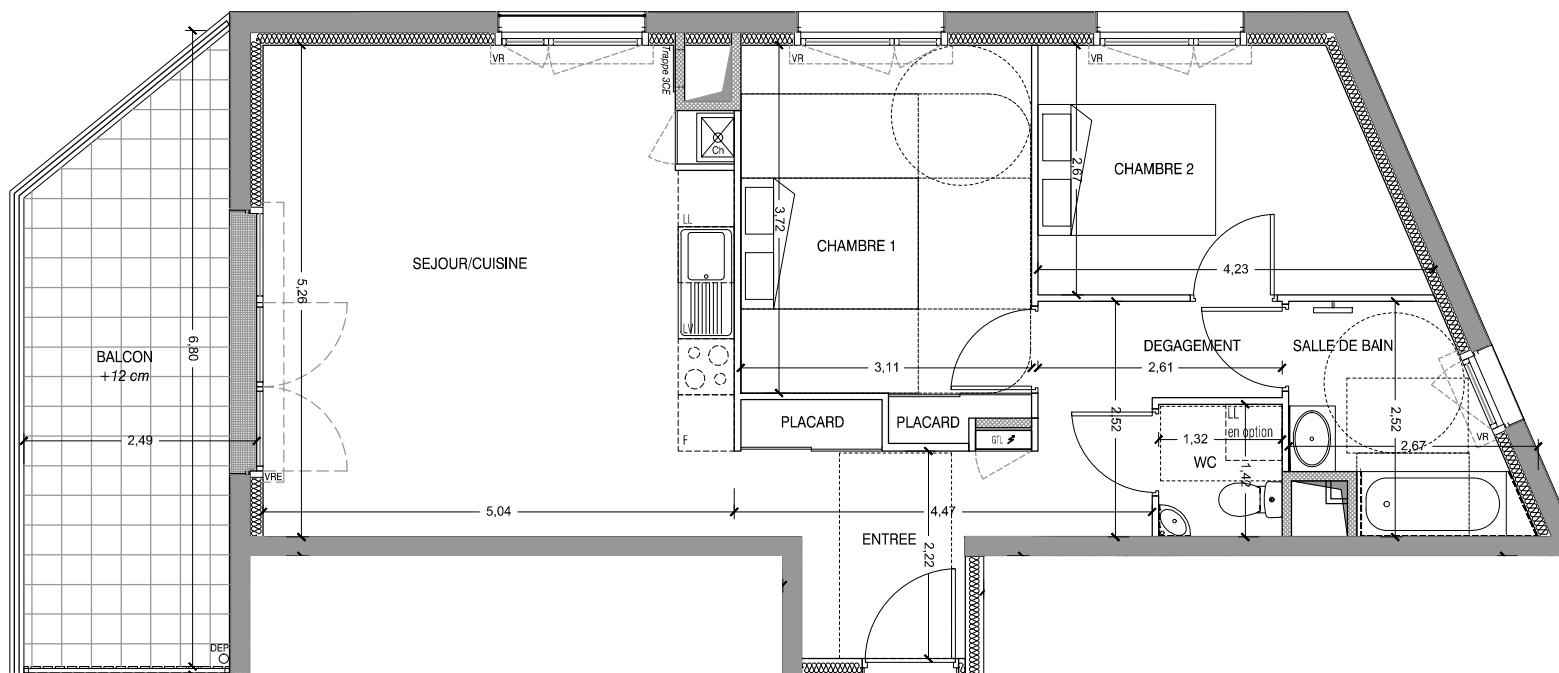 VR
VR
VR
Trappe 3CE
Ch
CHAMBRE 2
2,67
LL
3,72
CHAMBRE 1
SEJOUR/CUISINE
4,23
5,26
6,80
LV
DEGAGEMENT
SALLE DE BAIN
BALCON
+12 cm
3,11
2,61
PLACARD
PLACARD
2,52
2,52
LL
en option
2,49
F
GTL
1,32
WC
1,42
2,67
VR
VRE
5,04
4,47
ENTREE
2,22
DEP